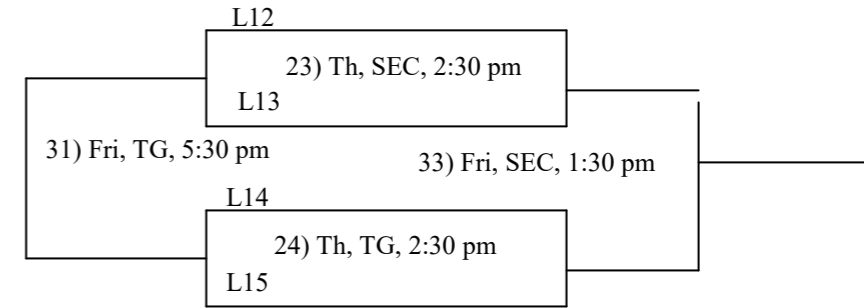 L12
23) Th, SEC, 2:30 pm
L13
31) Fri, TG, 5:30 pm
33) Fri, SEC, 1:30 pm
L14
24) Th, TG, 2:30 pm
L15